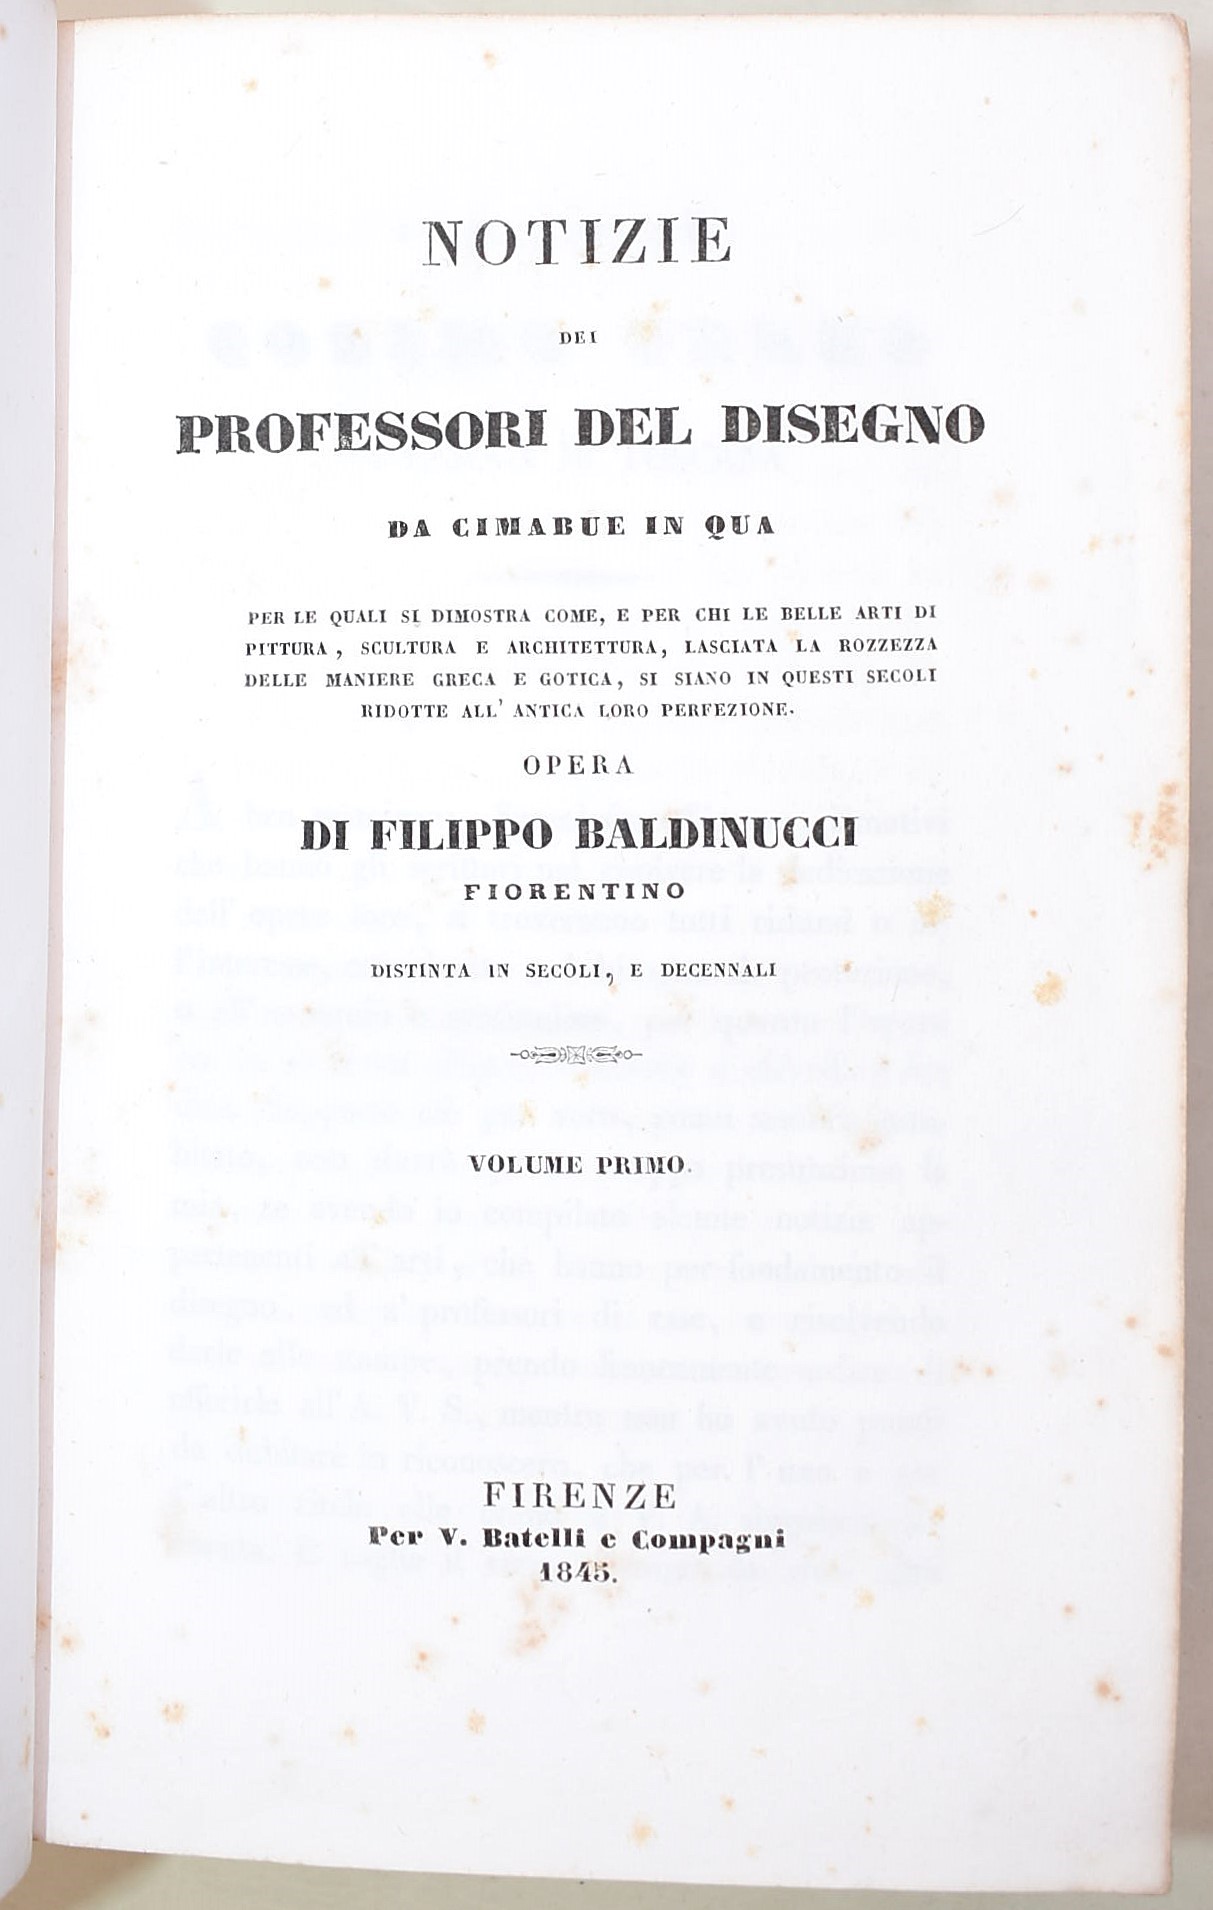 NOTIZIE
DEI
PROFESSORI DEL DISEGNO
DA CIMABUE IN QUA
PER LE QUALI SI DIMOSTRA COME, E PER CHI LE BELLE ARTI DI
PITTURA, SCULTURA E ARCHITETTURA, LASCIATA LA ROZZEZZA
DELLE MANIERE GRECA E GOTICA, SI SIANO IN QUESTI SECOLI
RIDOTTE ALL' ANTICA LORO PERFEZIONE.
OPERA
DI FILIPPO BALDINUCCI
FIORENTINO
DISTINTA IN SECOLI, E DECENNALI
VOLUME PRIMO.
FIRENZE
Per V. Batelli e Compagni
1845.